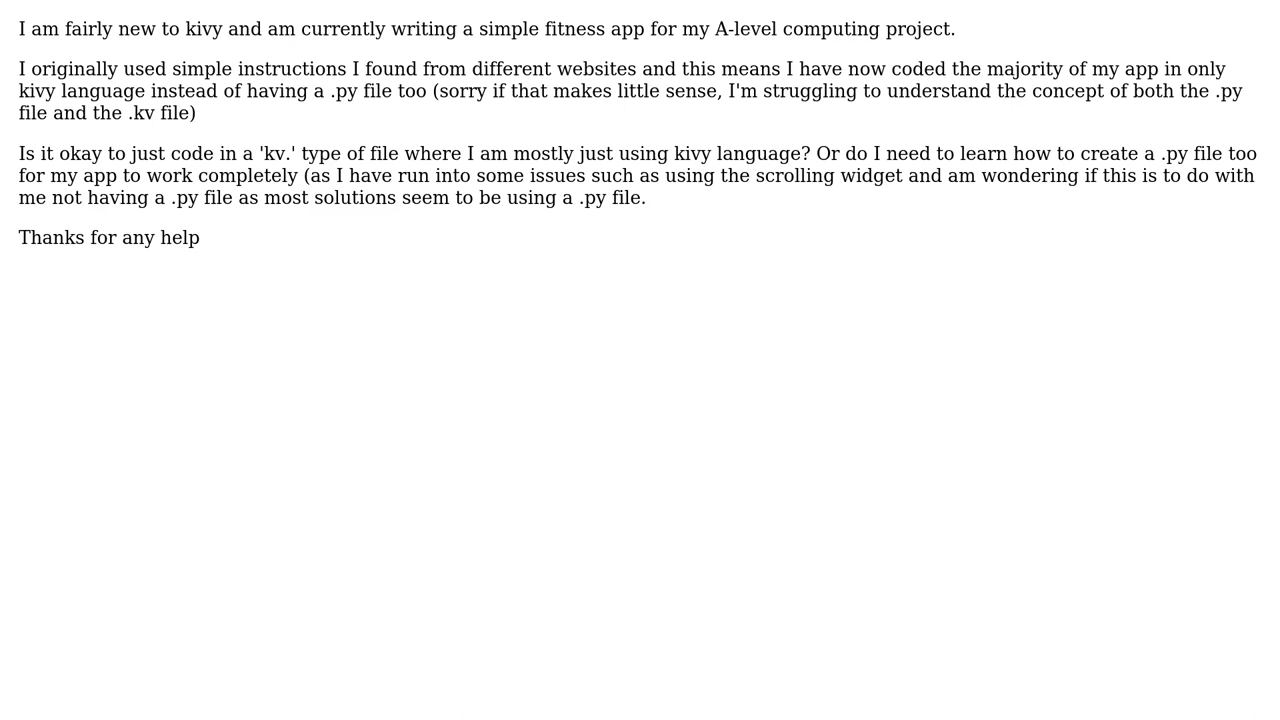 I am fairly new to kivy and am currently writing a simple fitness app for my A-level computing project.
I originally used simple instructions I found from different websites and this means I have now coded the majority of my app in only
kivy language instead of having a .py file too (sorry if that makes little sense, I'm struggling to understand the concept of both the .py
file and the .kv file)
Is it okay to just code in a 'kv.' type of file where I am mostly just using kivy language? Or do I need to learn how to create a .py file too
for my app to work completely (as I have run into some issues such as using the scrolling widget and am wondering if this is to do with
me not having a .py file as most solutions seem to be using a .py file.
Thanks for any help